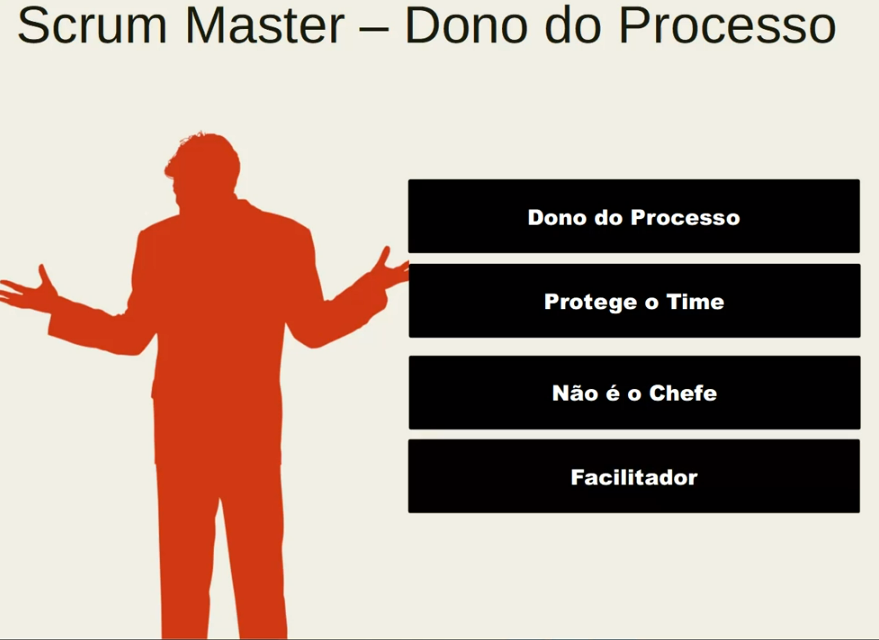 Scrum Master – Dono do Processo
Dono do Processo
Protege o Time
Não é o Chefe
Facilitador